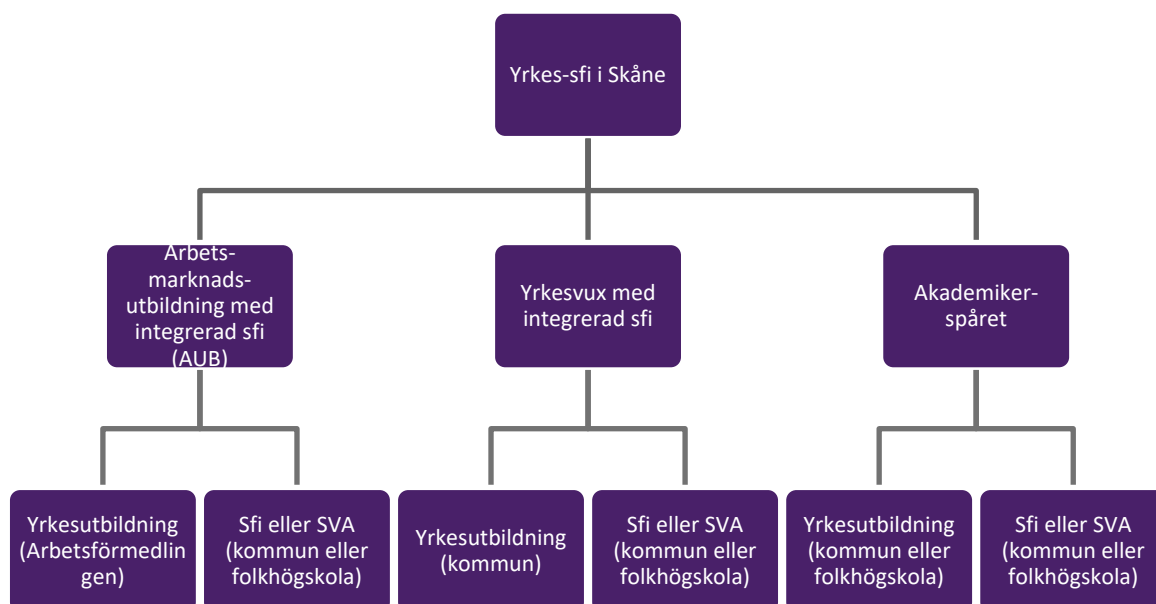 Yrkes-sfi i Skåne
Arbets-
marknads-
utbildning med
integrerad sfi
(AUB)
Yrkesvux med
integrerad sfi
Akademiker-
spåret
Yrkesutbildning
(Arbetsförmedlin
gen)
Sfi eller SVA
(kommun eller
folkhögskola)
Yrkesutbildning
(kommun)
Sfi eller SVA
(kommun eller
folkhögskola)
Yrkesutbildning
(kommun eller
folkhögskola)
Sfi eller SVA
(kommun eller
folkhögskola)